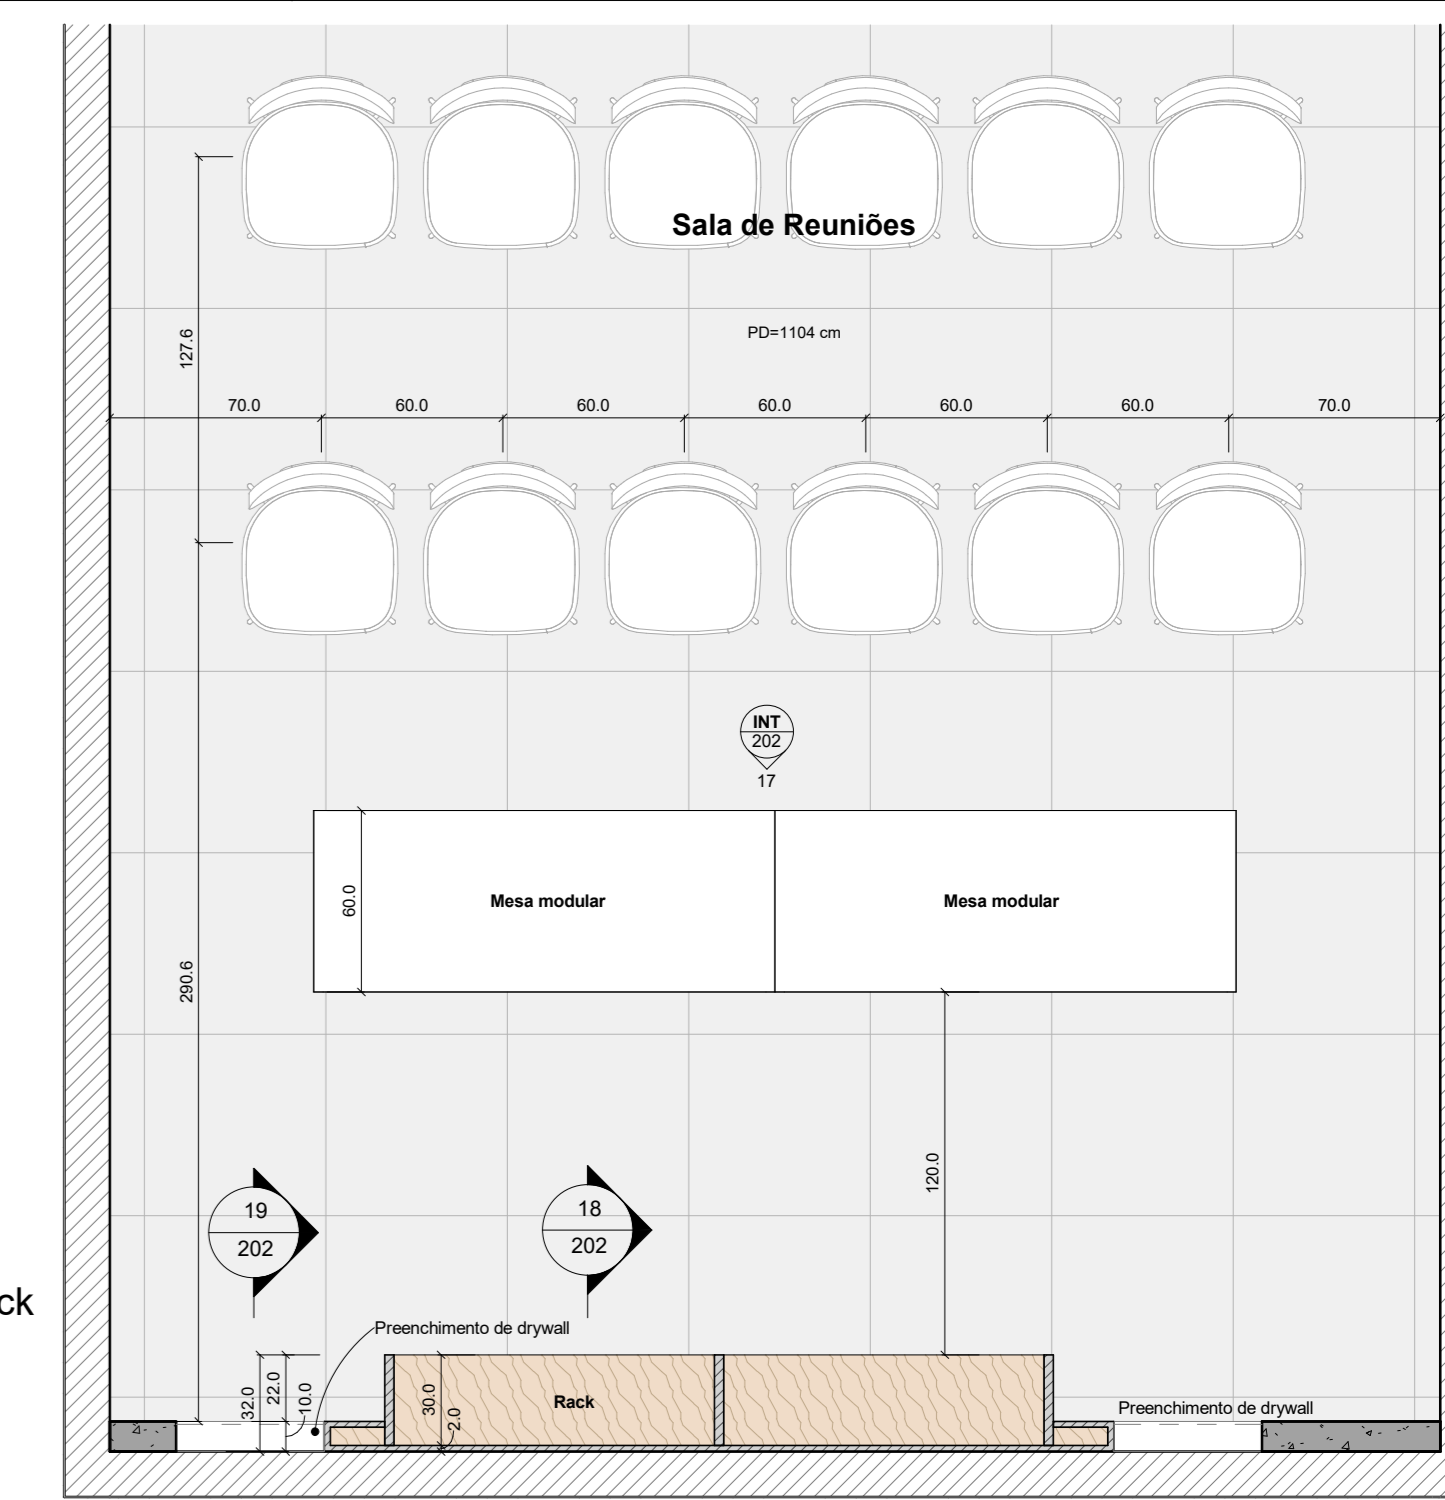 Sala de Reuniões
PD=1104 cm
127.6
70.0 60.0 60.0 60.0 60.0 60.0 70.0
INT
202
17
60.0
Mesa modular Mesa modular
290.6
120.0
19
202
18
202
ck
Preenchimento de drywall
32.0
22.0
10.0
30.0
2.0
Rack
Preenchimento de drywall